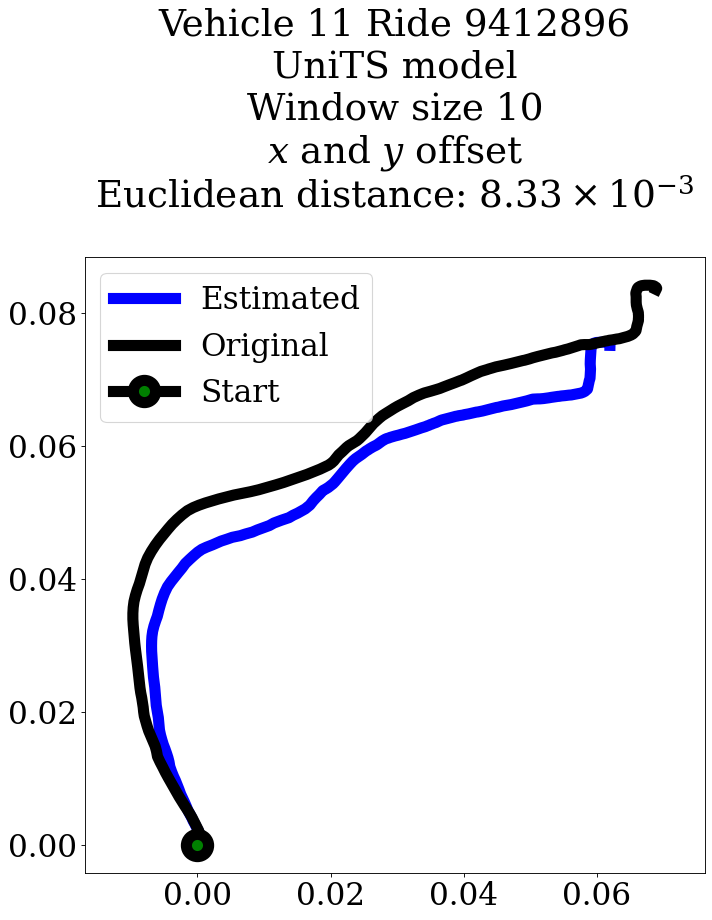 Vehicle 11 Ride 9412896
UniTS model
Window size 10
x and y offset
Euclidean distance: 8.33 × 10⁻³
Estimated
Original
Start
0.08
0.06
0.04
0.02
0.00
0.00 0.02 0.04 0.06